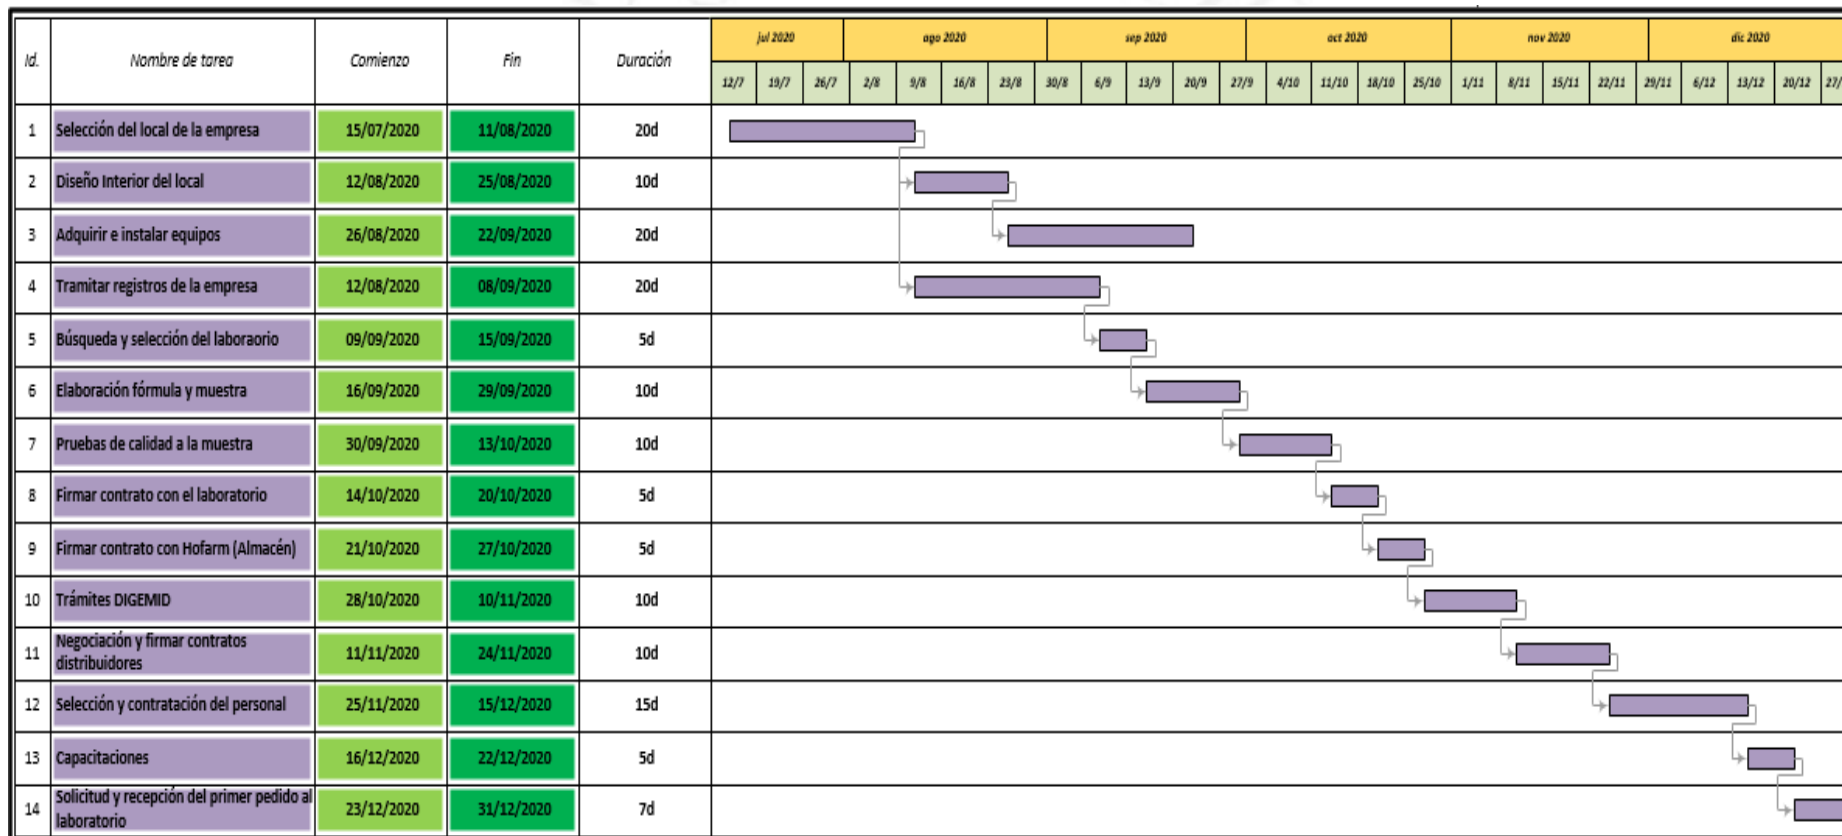 jul 2020 ago 2020 sep 2020 oct 2020 nov 2020 dic 2020
Id. Nombre de tarea Comienzo Fin Duración
12/7 19/7 26/7 2/8 9/8 16/8 23/8 30/8 6/9 13/9 20/9 27/9 4/10 11/10 18/10 25/10 1/11 8/11 15/11 22/11 29/11 6/12 13/12 20/12 27/
1 Selección del local de la empresa 15/07/2020 11/08/2020 20d
2 Diseño Interior del local 12/08/2020 25/08/2020 10d
3 Adquirir e instalar equipos 26/08/2020 22/09/2020 20d
4 Tramitar registros de la empresa 12/08/2020 08/09/2020 20d
5 Búsqueda y selección del laboraorio 09/09/2020 15/09/2020 5d
6 Elaboración fórmula y muestra 16/09/2020 29/09/2020 10d
7 Pruebas de calidad a la muestra 30/09/2020 13/10/2020 10d
8 Firmar contrato con el laboratorio 14/10/2020 20/10/2020 5d
9 Firmar contrato con Hofarm (Almacén) 21/10/2020 27/10/2020 5d
10 Trámites DIGEMID 28/10/2020 10/11/2020 10d
11 Negociación y firmar contratos
distribuidores 11/11/2020 24/11/2020 10d
12 Selección y contratación del personal 25/11/2020 15/12/2020 15d
13 Capacitaciones 16/12/2020 22/12/2020 5d
14 Solicitud y recepción del primer pedido al
laboratorio 23/12/2020 31/12/2020 7d